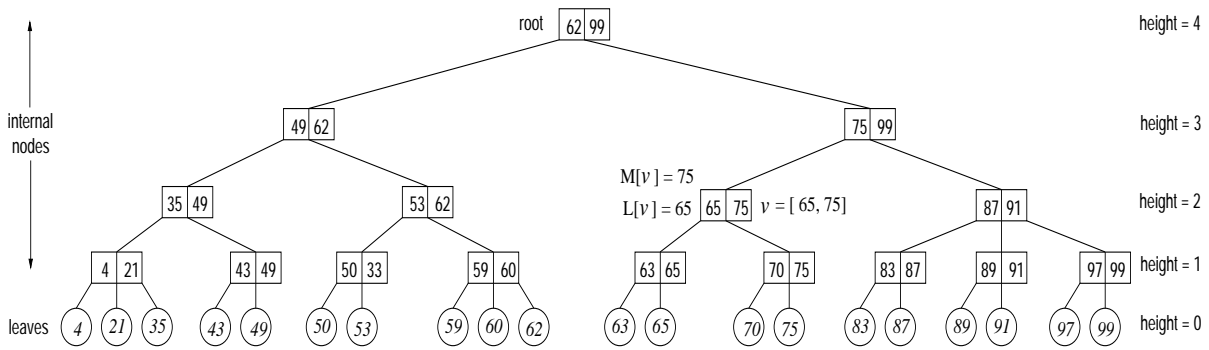 root 62 99 height = 4
internal nodes
49 62 75 99 height = 3
M[v] = 75
35 49 53 62 L[v] = 65 65 75 v = [65, 75] 87 91 height = 2
4 21 43 49 50 33 59 60 63 65 70 75 83 87 89 91 97 99 height = 1
leaves 4 21 35 43 49 50 53 59 60 62 63 65 70 75 83 87 89 91 97 99 height = 0